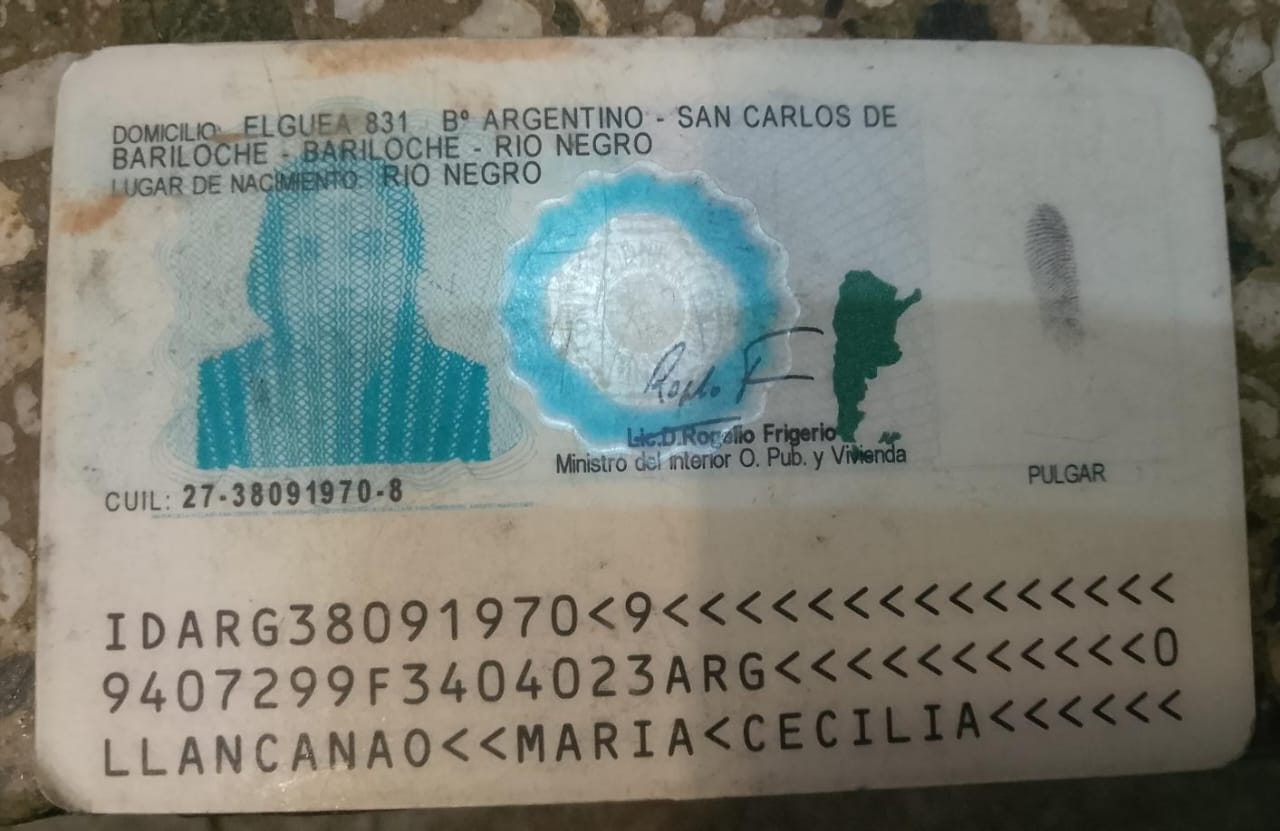 DOMICILIO: ELGUEA 831 Bº ARGENTINO - SAN CARLOS DE
BARILOCHE - BARILOCHE - RIO NEGRO
LUGAR DE NACIMIENTO: RIO NEGRO
Lic.D.Rogelio Frigerio
Ministro del Interior O. Pub. y Vivienda
PULGAR
CUIL: 27-38091970-8
IDARG38091970<9<<<<<<<<<<<<<<<
9407299F3404023ARG<<<<<<<<<<<0
LLANCANAO<<MARIA<CECILIA<<<<<<